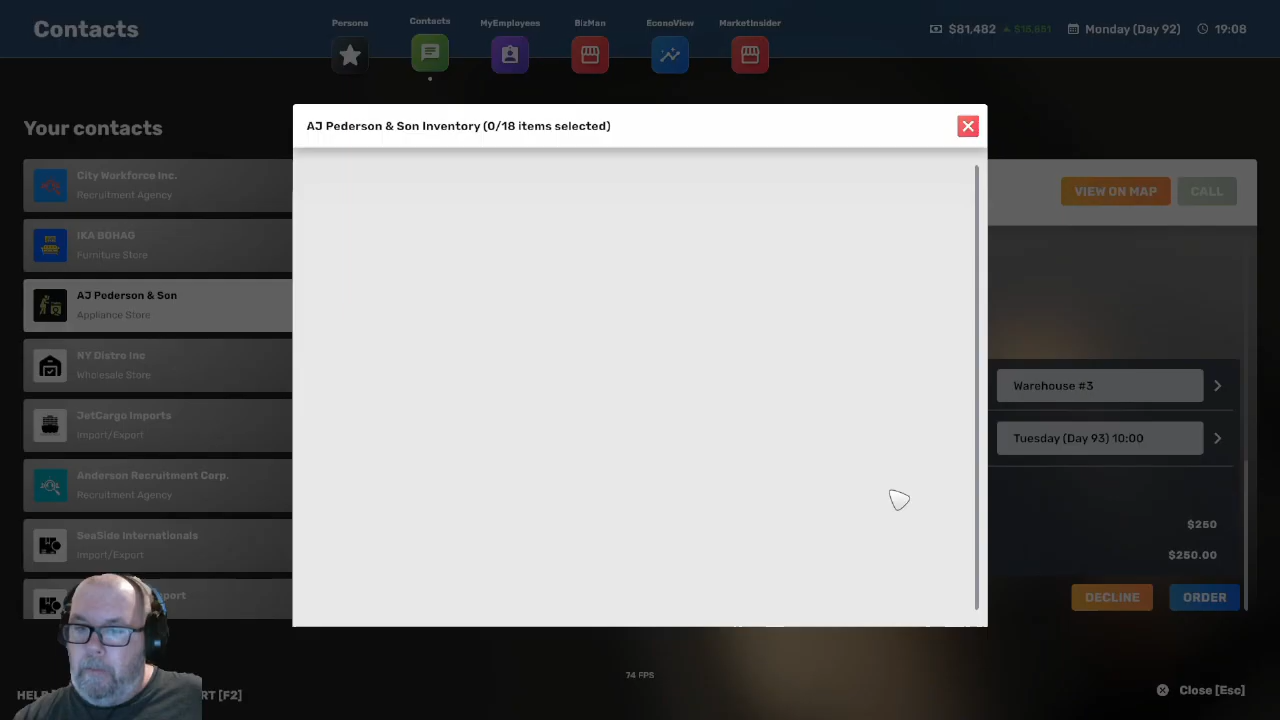 Contacts
Persona
Contacts
MyEmployees
BizMan
EconoView
MarketInsider
$81,482
Monday (Day 92)
19:08
Your contacts
City Workforce Inc.
Recruitment Agency
IKA BOHAG
Furniture Store
AJ Pederson & Son
Appliance Store
NY Distro Inc
Wholesale Store
JetCargo Imports
Import/Export
Anderson Recruitment Corp.
Recruitment Agency
SeaSide Internationals
Import/Export
AJ Pederson & Son Inventory (0/18 items selected)
VIEW ON MAP
CALL
Warehouse #3
Tuesday (Day 93) 10:00
$250
$250.00
DECLINE
ORDER
74 FPS
HEL
RT [F2]
Close [Esc]